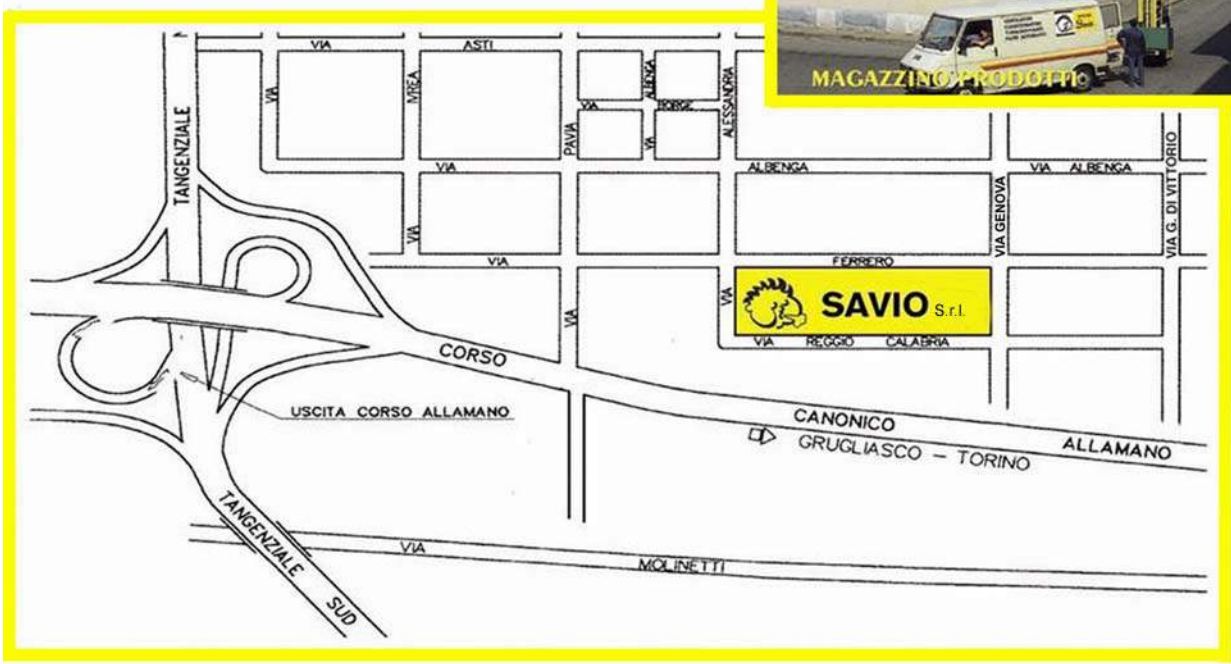 MAGAZZINO PRODOTTI
VIA ASTI
TANGENZIALE
VIA
VIA IVREA
VIA PAVIA
VIA ALBENGA
VIA BORGE
ALESSANDRIA
VIA ALBENGA
VIA ALBENGA
VIA GENOVA
VIA G. DI VITTORIO
VIA FERRERO
VIA
VIA
SAVIO S.r.l.
VIA REGGIO CALABRIA
CORSO CANONICO ALLAMANO
USCITA CORSO ALLAMANO
GRUGLIASCO - TORINO
TANGENZIALE SUD
VIA MOLINETTI